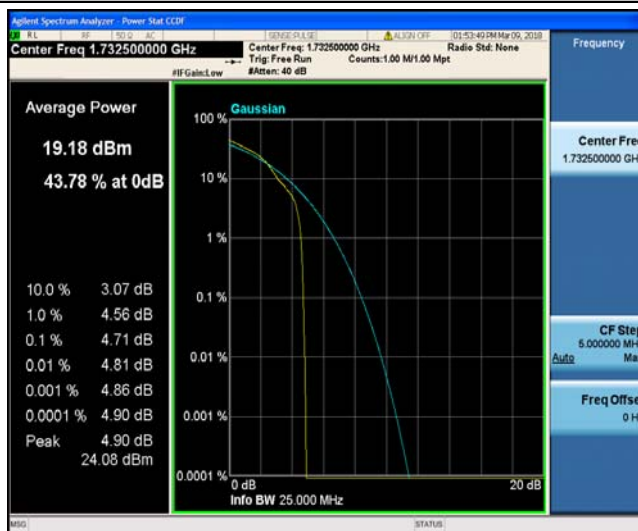 Agilent Spectrum Analyzer - Power Stat CCDF
RL RF 50 Ω AC SENSE:PULSE ALIGN OFF 01:53:49 PM Mar 09, 2018
Center Freq 1.732500000 GHz
Center Freq: 1.732500000 GHz Radio Std: None
Trig: Free Run Counts:1.00 M/1.00 Mpt
#IFGain:Low #Atten: 40 dB
Frequency
Average Power
19.18 dBm
43.78 % at 0dB
10.0 % 3.07 dB
1.0 % 4.56 dB
0.1 % 4.71 dB
0.01 % 4.81 dB
0.001 % 4.86 dB
0.0001 % 4.90 dB
Peak 4.90 dB
24.08 dBm
Gaussian
100 %
10 %
1 %
0.1 %
0.01 %
0.001 %
0.0001 %
0 dB 20 dB
Info BW 25.000 MHz
Center Fre
1.732500000 GH
CF Ste
5.000000 MH
Auto Ma
Freq Offse
0 H
MSG STATUS